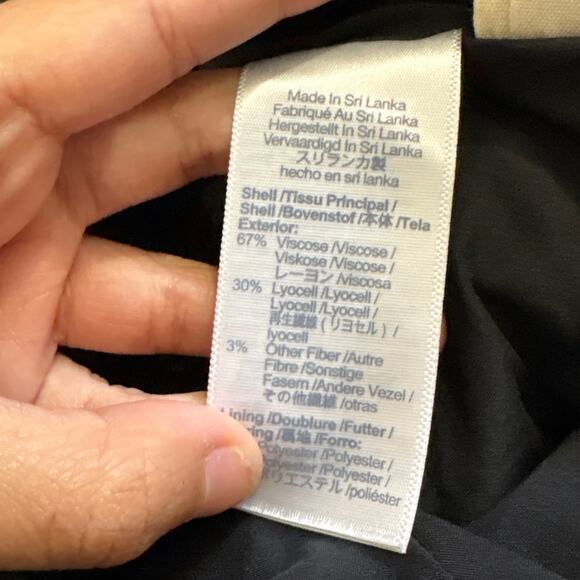 Made In Sri Lanka
Fabriqué Au Sri Lanka
Hergestellt In Sri Lanka
Vervaardigd In Sri Lanka
スリランカ製
hecho en sri lanka
Shell /Tissu Principal /
Shell /Bovenstof /本体 /Tela
Exterior:
67% Viscose /Viscose /
Viskose /Viscose /
レーヨン /Viscosa
30% Lyocell /Lyocell /
Lyocell /Lyocell /
再生繊維 ( リヨセル ) /
lyocell
3% Other Fiber /Autre
Fibre /Sonstige
Fasern /Andere Vezel /
その他繊維 /otras
Lining /Doublure /Futter /
/裏地 /Forro:
Polyester /Polyester /
/Polyester /
ポリエステル /poliéster